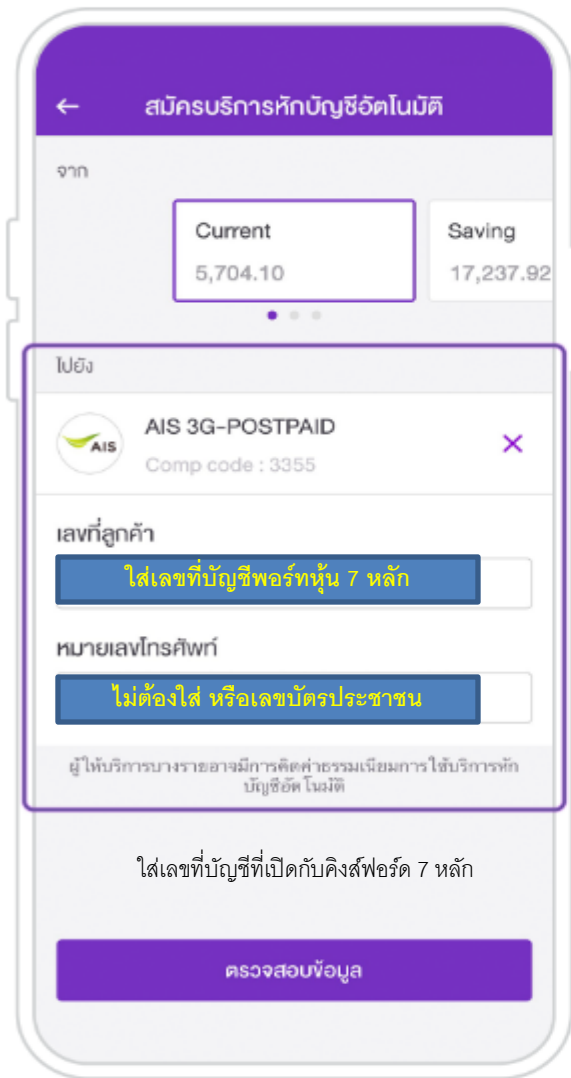 ← สมัครบริการหักบัญชีอัตโนมัติ
จาก
Current
Saving
5,704.10
17,237.92
ไปยัง
AIS
AIS 3G-POSTPAID
Comp code : 3355
เลขที่ลูกค้า
ใส่เลขที่บัญชีพอร์ทหุ้น 7 หลัก
หมายเลขโทรศัพท์
ไม่ต้องใส่ หรือเลขบัตรประชาชน
ผู้ให้บริการบางรายอาจมีการคิดค่าธรรมเนียมการใช้บริการหัก
บัญชีอัตโนมัติ
ใส่เลขที่บัญชีที่เปิดกับคิงส์ฟอร์ด 7 หลัก
ตรวจสอบข้อมูล